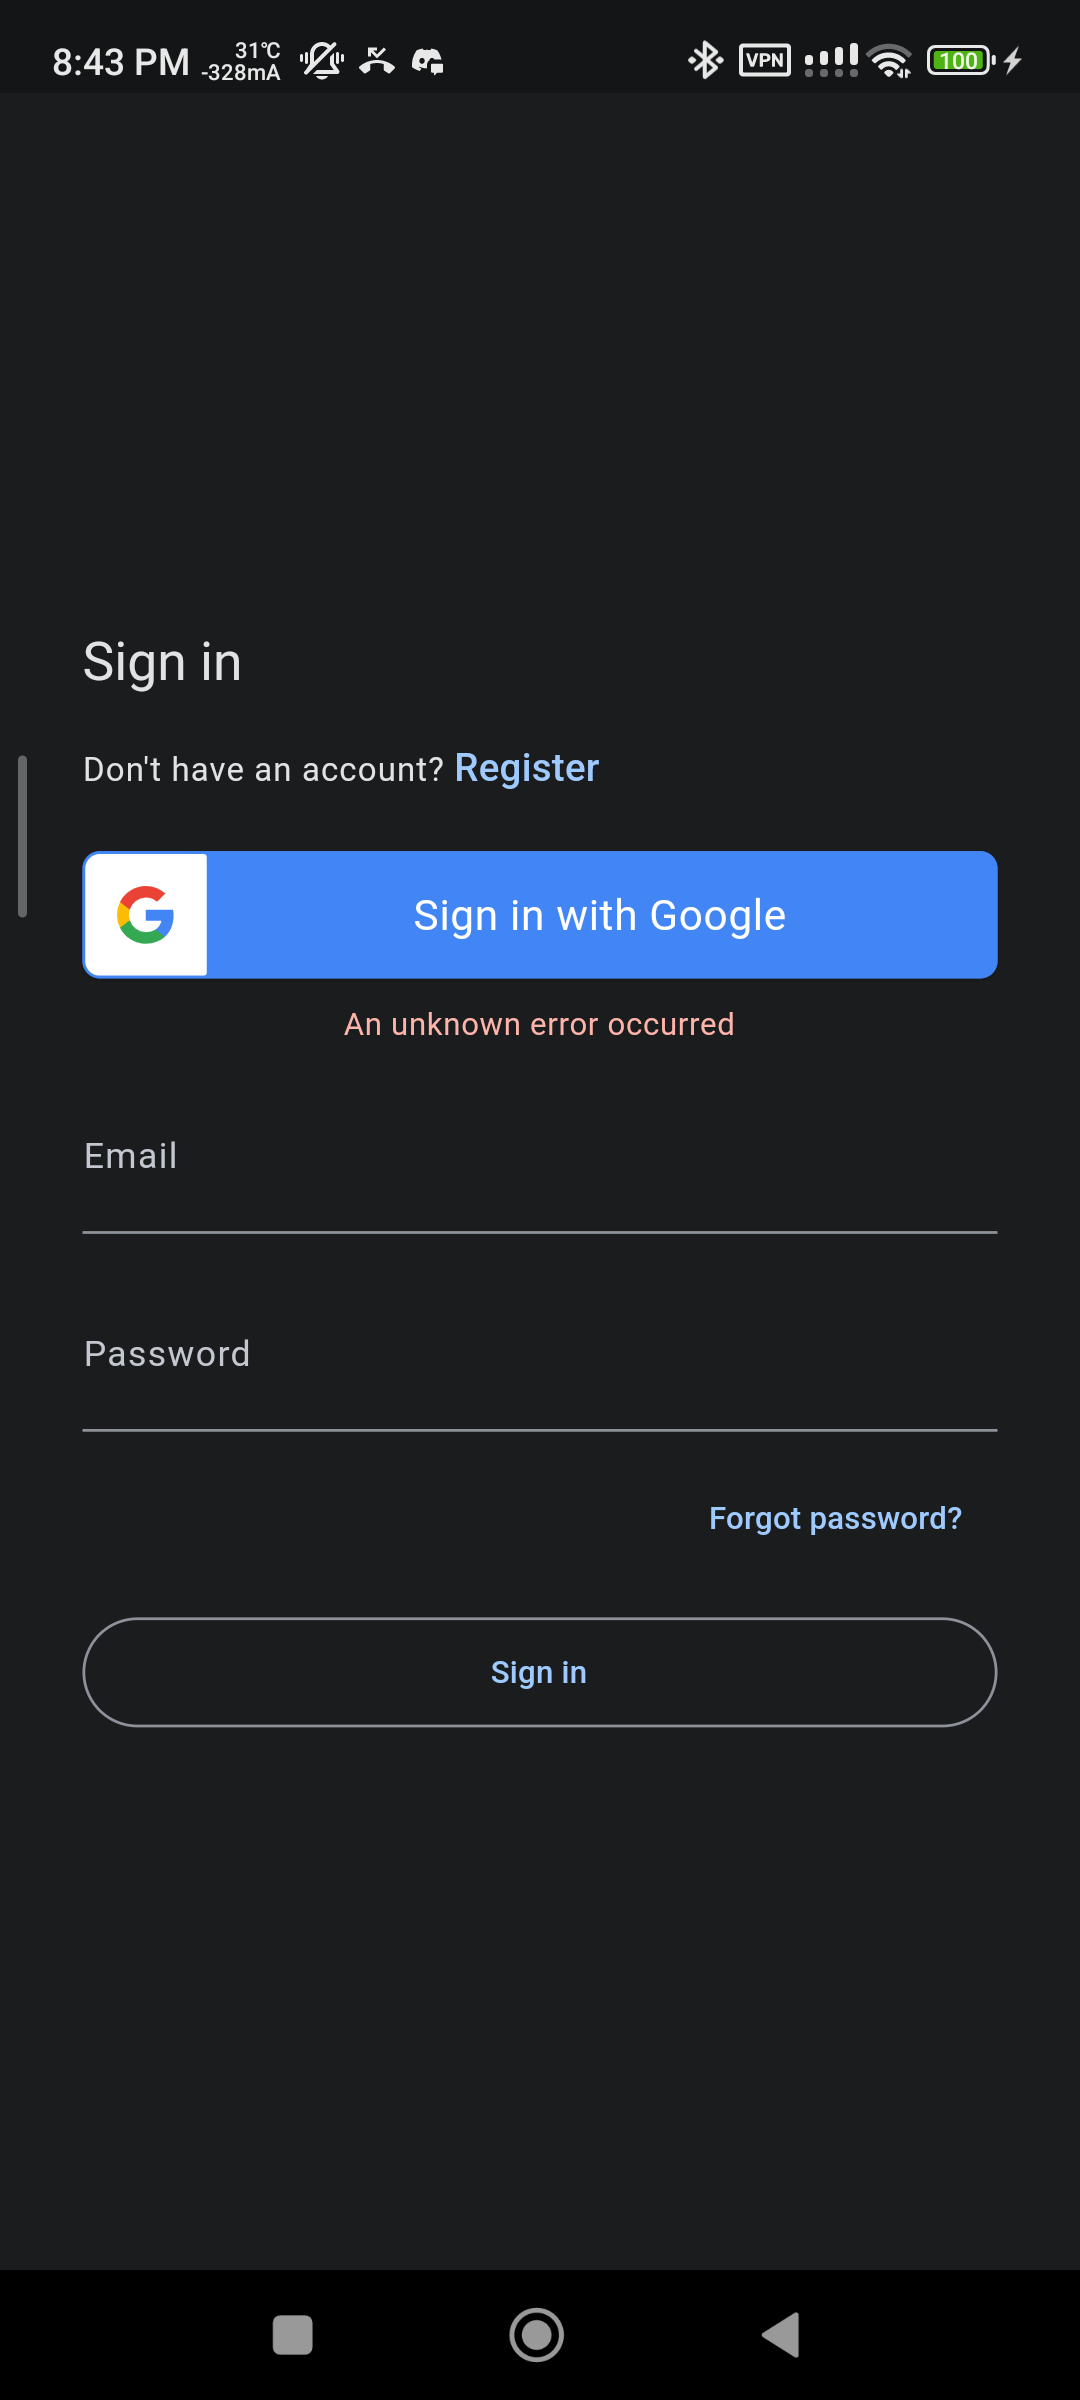 8:43 PM 31°C
-328mA
VPN
100
Sign in
Don't have an account? Register
Sign in with Google
An unknown error occurred
Email
Password
Forgot password?
Sign in